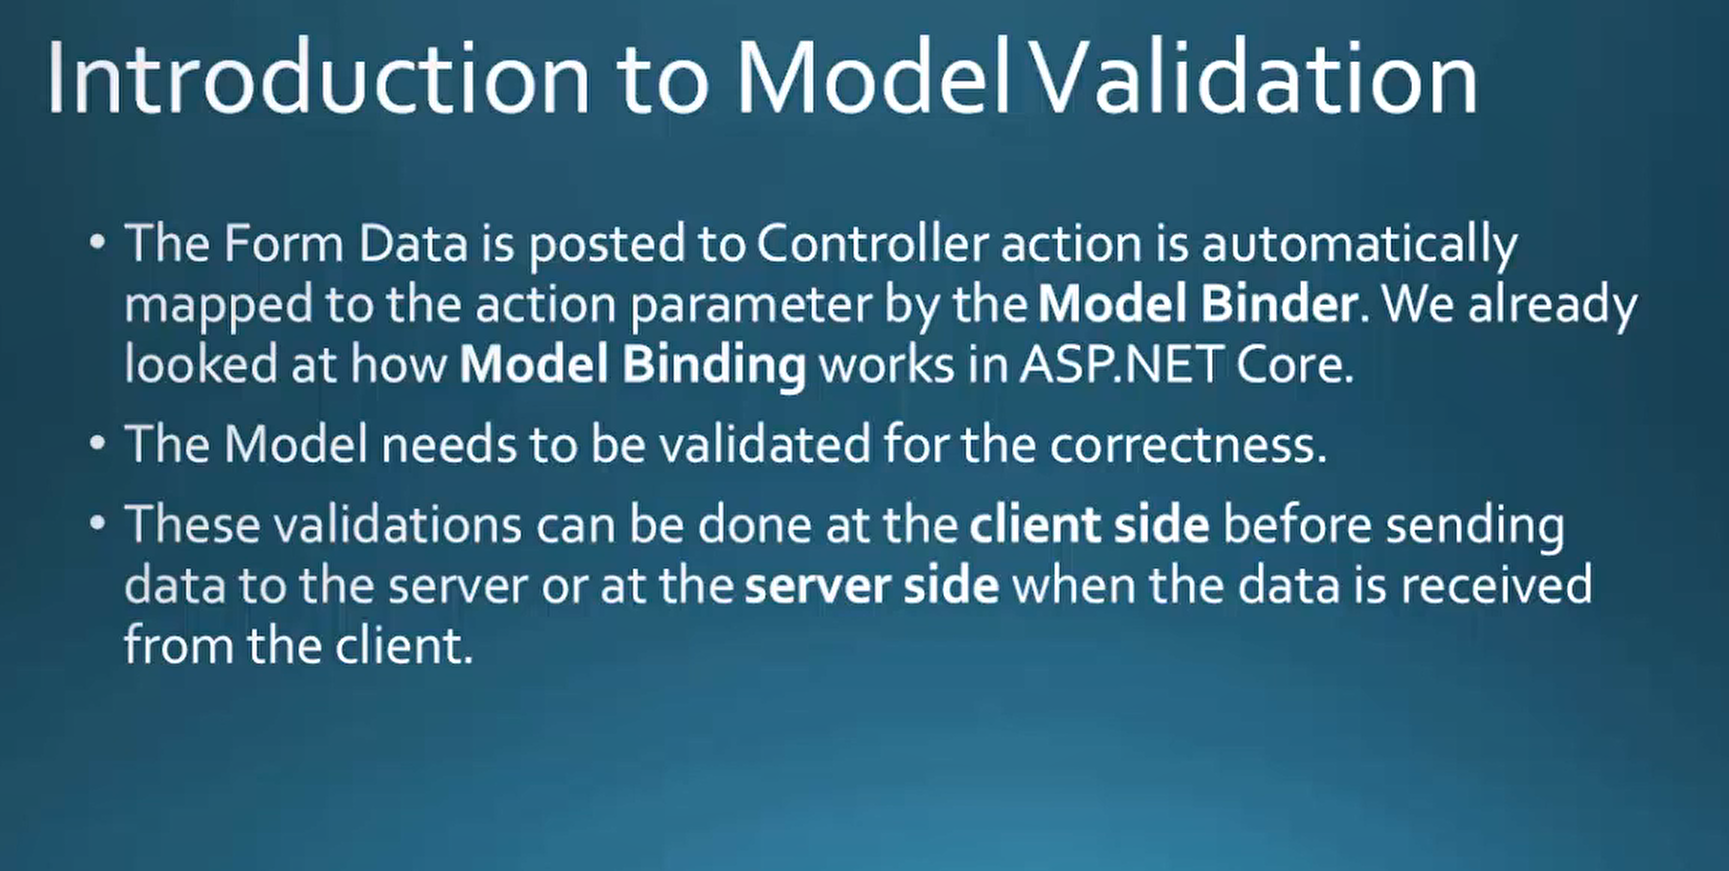 Introduction to Model Validation
• The Form Data is posted to Controller action is automatically
mapped to the action parameter by the Model Binder. We already
looked at how Model Binding works in ASP.NET Core.
• The Model needs to be validated for the correctness.
• These validations can be done at the client side before sending
data to the server or at the server side when the data is received
from the client.